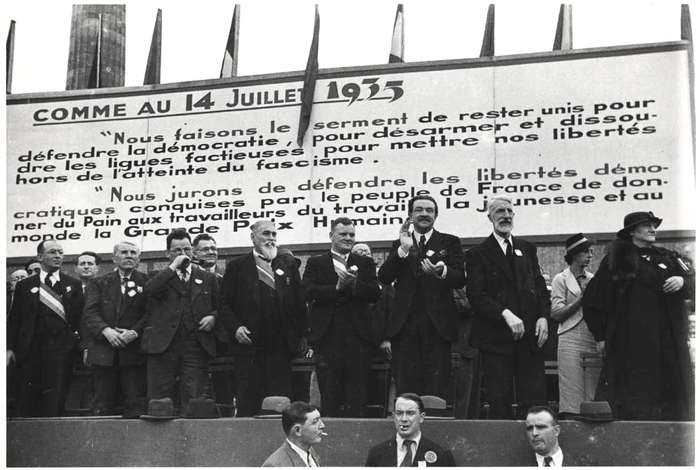 COMME AU 14 JUILLET 1935
"Nous faisons le serment de rester unis pour
défendre la démocratie, pour désarmer et dissou-
dre les ligues factieuses, pour mettre nos libertés
hors de l'atteinte du fascisme.
"Nous jurons de défendre les libertés démo-
cratiques conquises par le peuple de France de don-
ner du Pain aux travailleurs du travail à la jeunesse et au
monde la Grande Paix Humaine